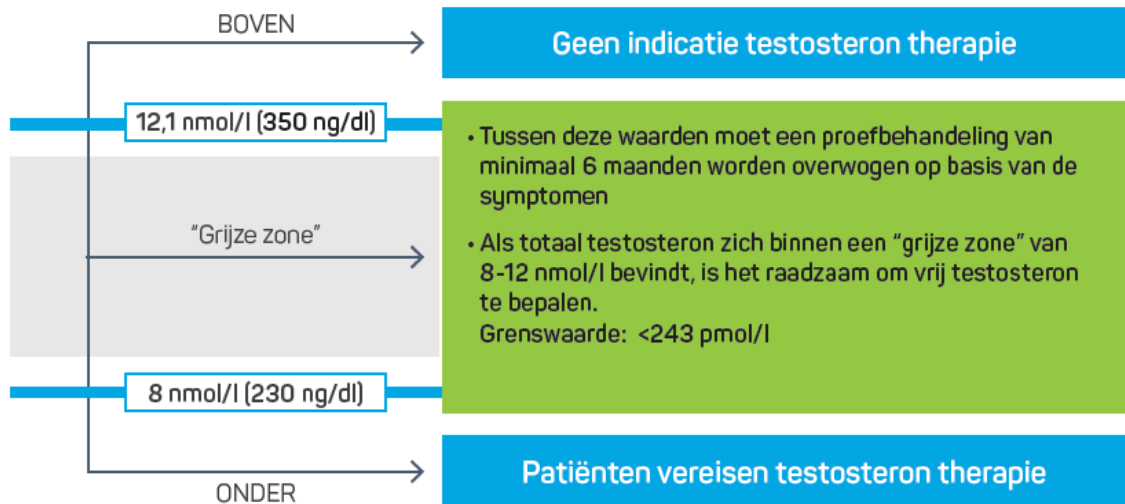 BOVEN
Geen indicatie testosteron therapie
12,1 nmol/l (350 ng/dl)
• Tussen deze waarden moet een proefbehandeling van
minimaal 6 maanden worden overwogen op basis van de
symptomen
"Grijze zone"
• Als totaal testosteron zich binnen een "grijze zone" van
8-12 nmol/l bevindt, is het raadzaam om vrij testosteron
te bepalen.
Grenswaarde: <243 pmol/l
8 nmol/l (230 ng/dl)
Patiënten vereisen testosteron therapie
ONDER